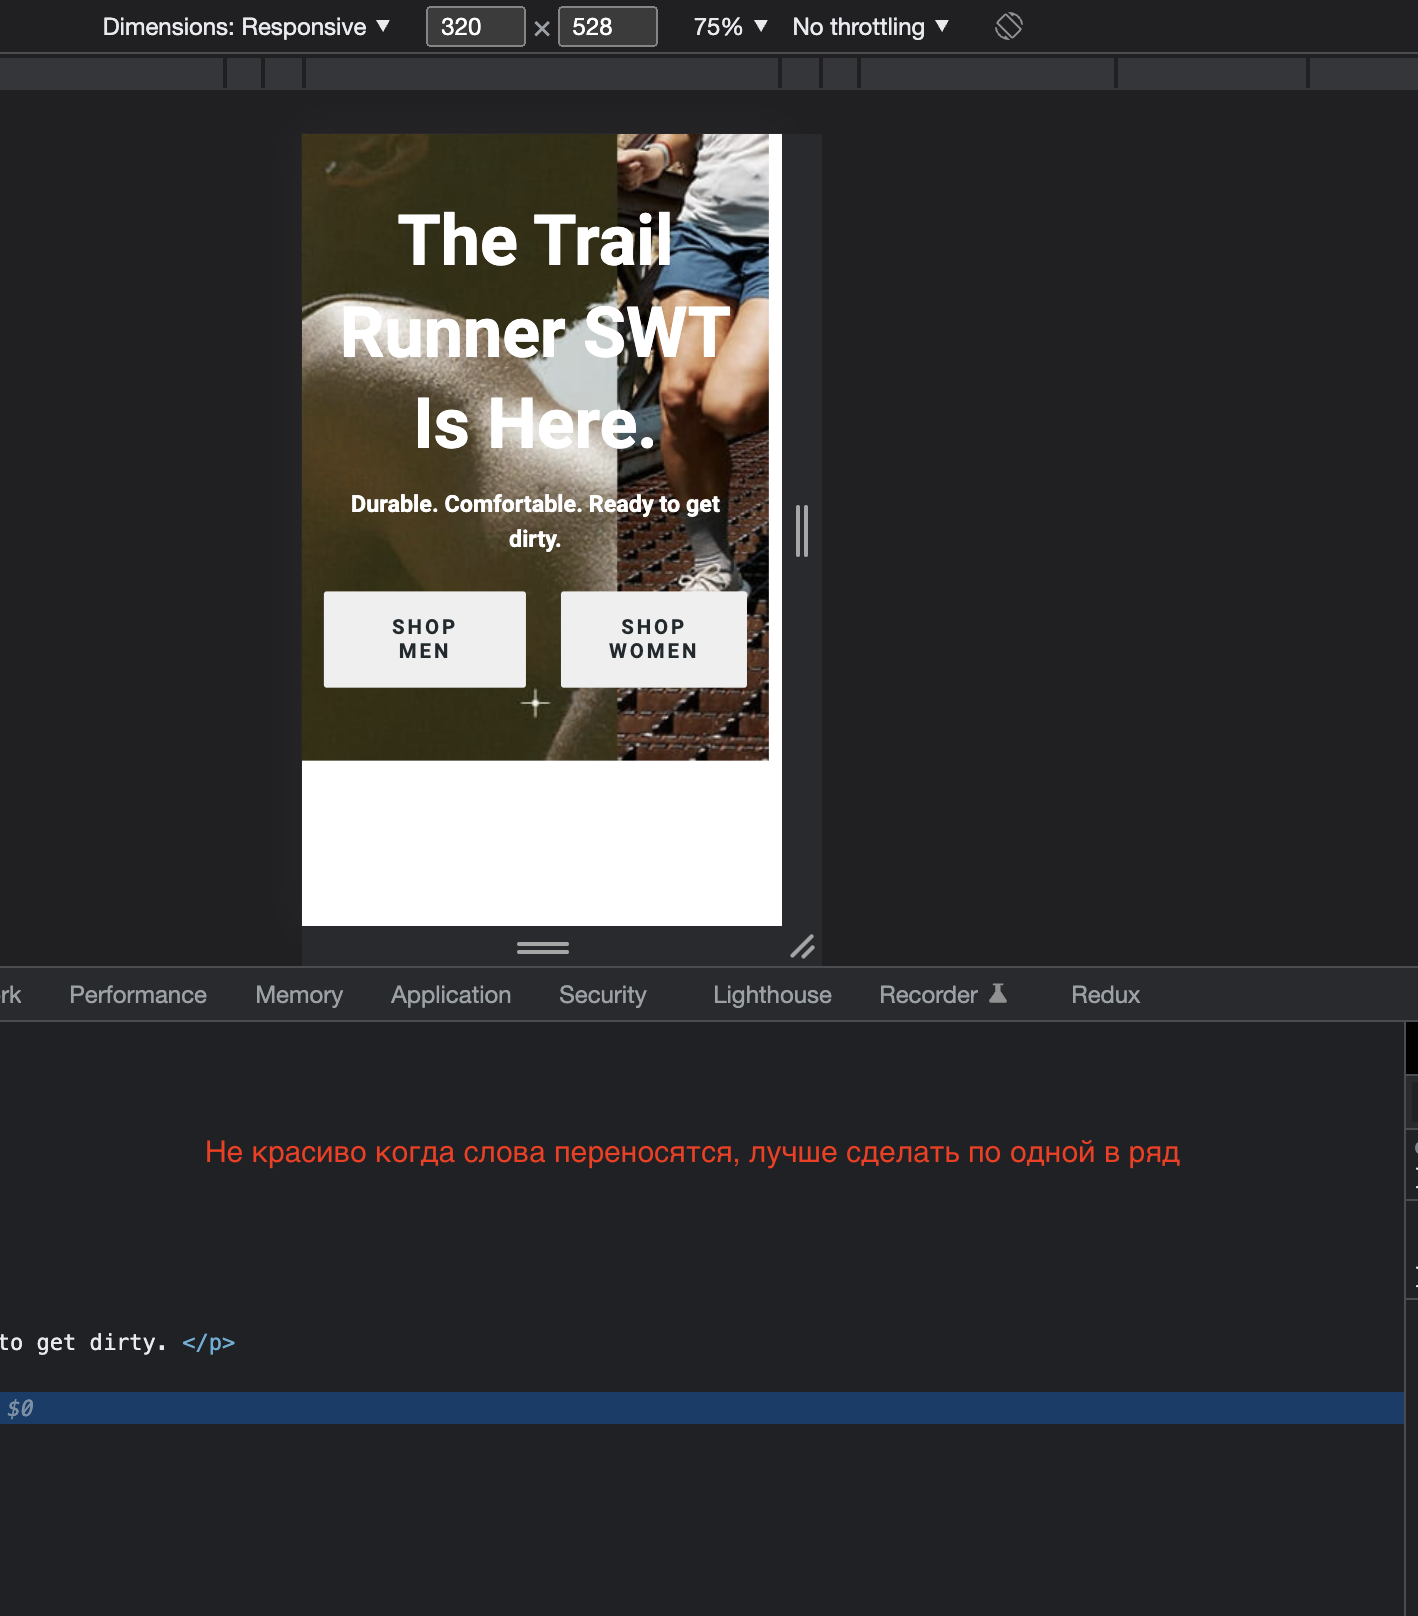 Dimensions: Responsive ▼ 320 × 528 75% ▼ No throttling ▼
The Trail
Runner SWT
Is Here.
Durable. Comfortable. Ready to get
dirty.
SHOP
MEN
SHOP
WOMEN
rk Performance Memory Application Security Lighthouse Recorder Redux
Не красиво когда слова переносятся, лучше сделать по одной в ряд
to get dirty. </p>
$0